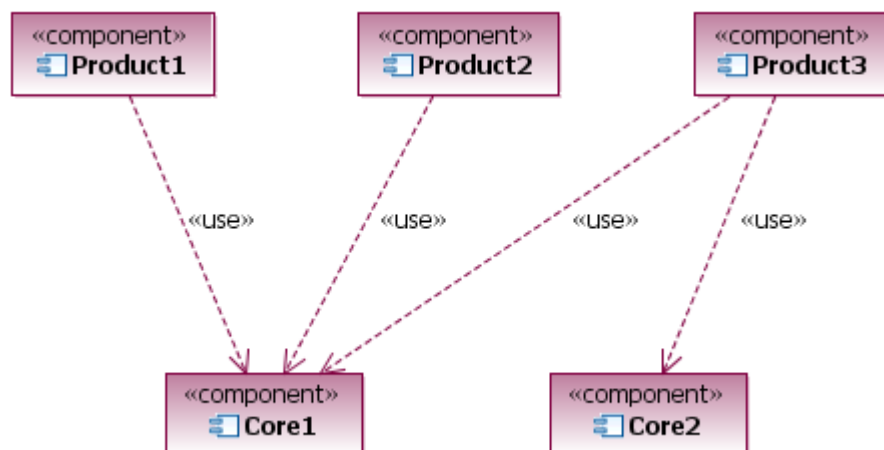 «component»
Product1
«component»
Product2
«component»
Product3
«use»
«use»
«use»
«use»
«component»
Core1
«component»
Core2